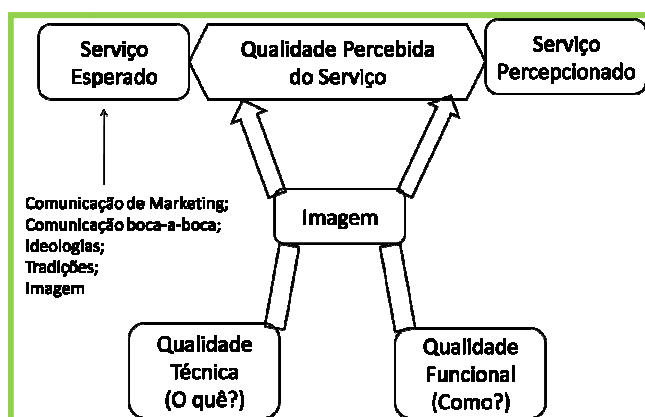 Serviço
Esperado
Qualidade Percebida
do Serviço
Serviço
Percepcionado
Comunicação de Marketing;
Comunicação boca-a-boca;
Ideologias;
Tradições;
Imagem
Imagem
Qualidade
Técnica
(O quê?)
Qualidade
Funcional
(Como?)